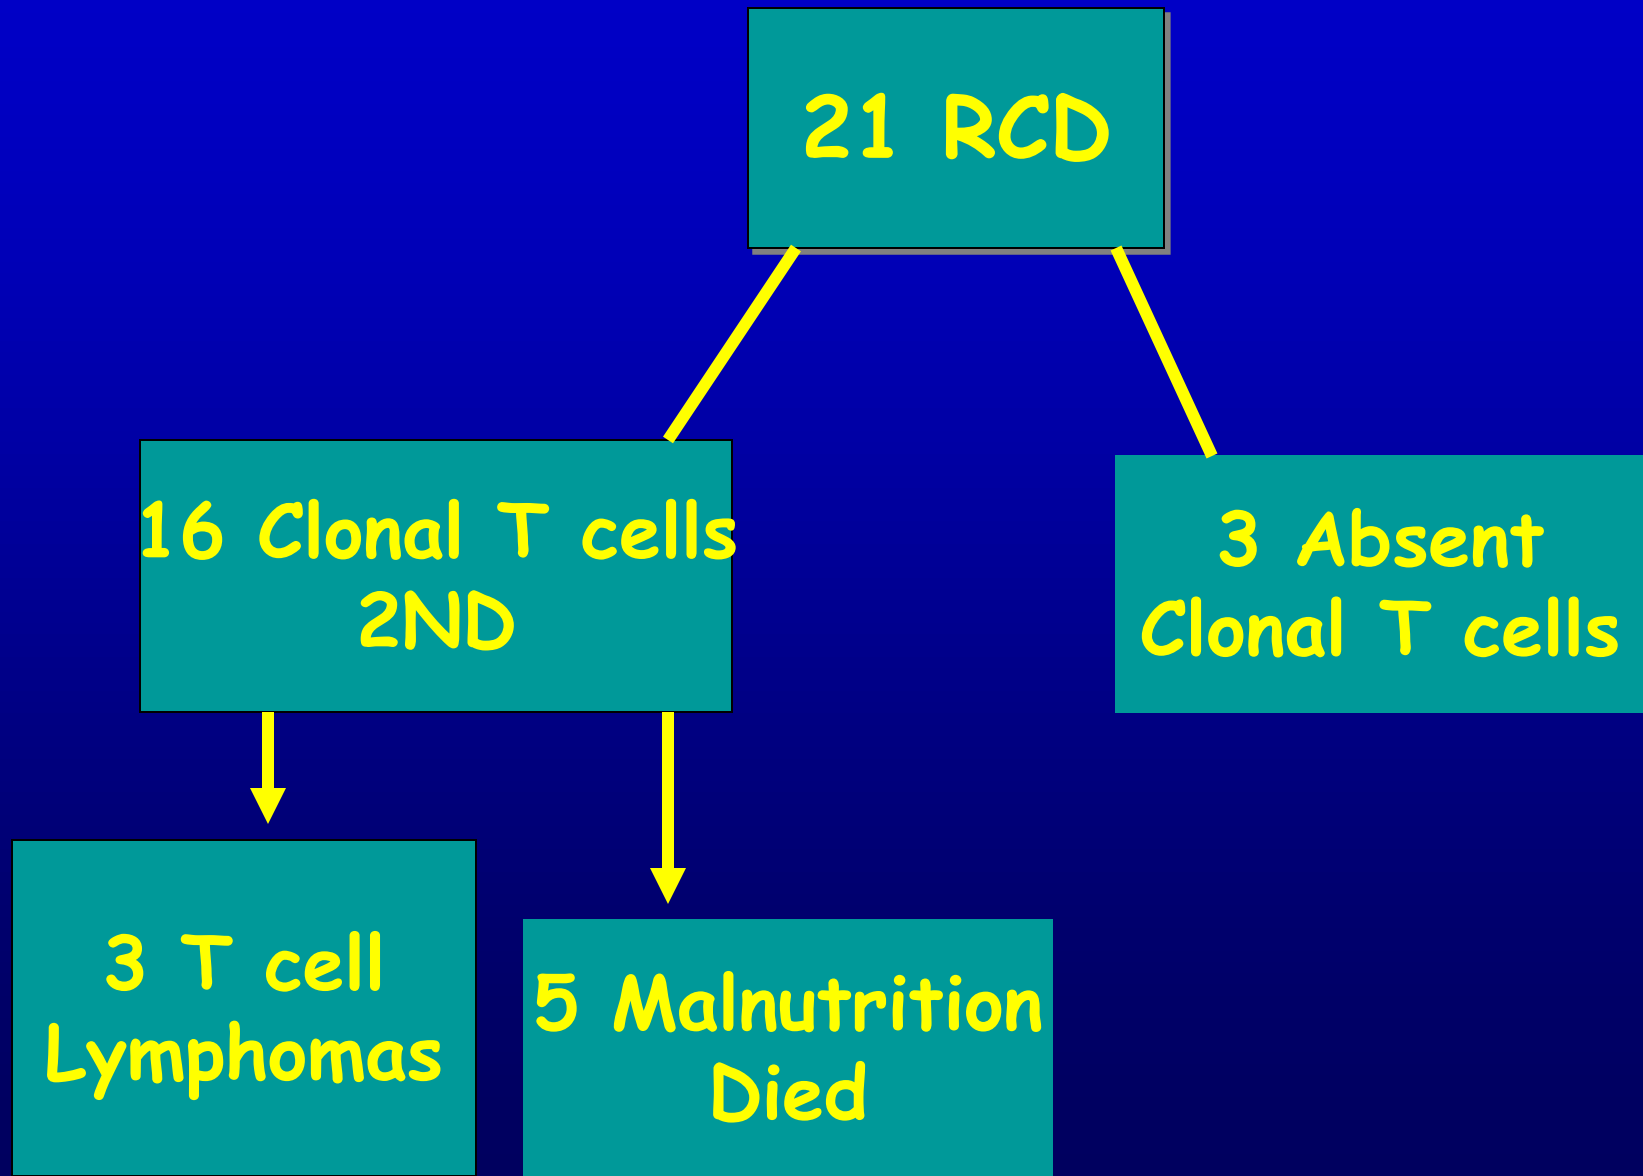 21 RCD
16 Clonal T cells
2ND
3 Absent
Clonal T cells
3 T cell
Lymphomas
5 Malnutrition
Died